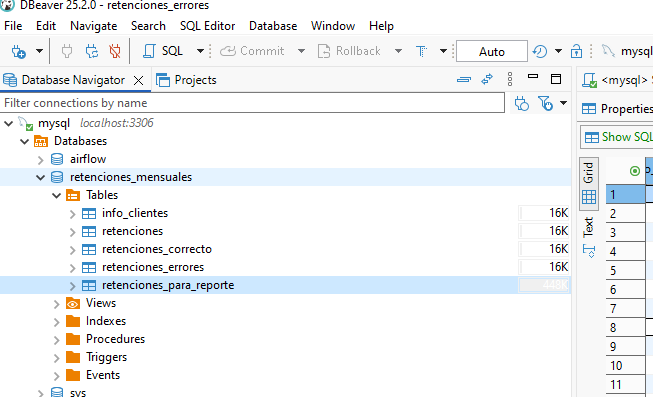 DBeaver 25.2.0 - retenciones_errores
File Edit Navigate Search SQL Editor Database Window Help
SQL Commit Rollback Auto mysql
Database Navigator Projects <mysql> S
Filter connections by name
Properties
mysql localhost:3306
Databases
Show SQL
airflow
retenciones_mensuales
Tables
info_clientes 16K
retenciones 16K
retenciones_correcto 16K
retenciones_errores 16K
retenciones_para_reporte 448K
Views
Indexes
Procedures
Triggers
Events
sys
Grid
Text
1
2
3
4
5
6
7
8
9
10
11